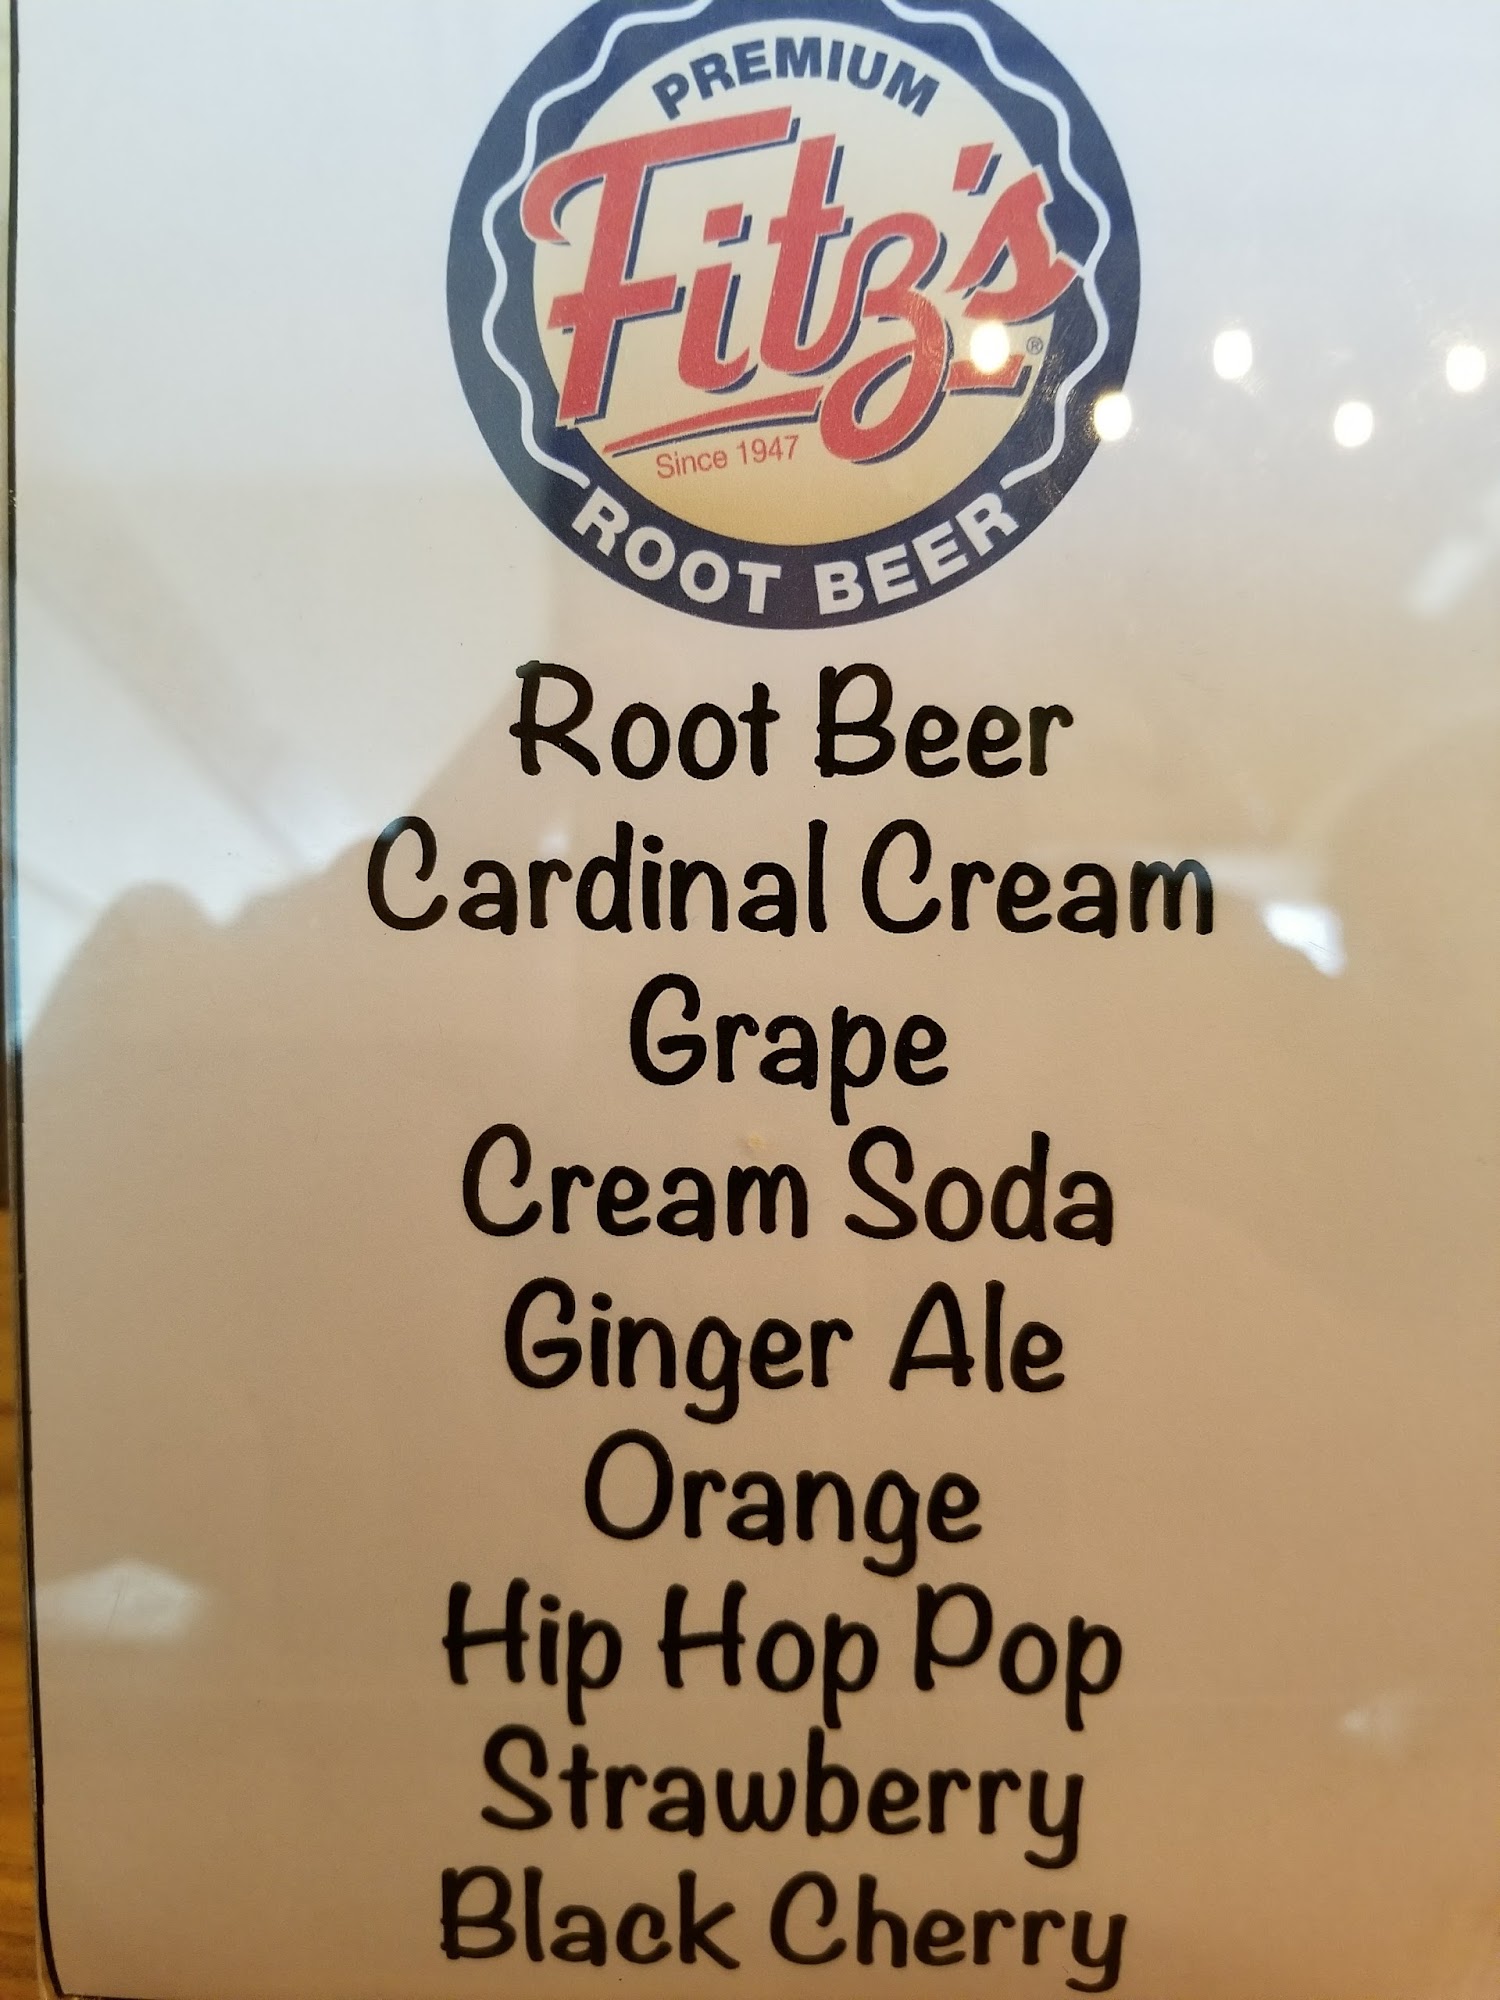 PREMIUM
Fitz's
®
Since 1947
ROOT BEER
Root Beer
Cardinal Cream
Grape
Cream Soda
Ginger Ale
Orange
Hip Hop Pop
Strawberry
Black Cherry